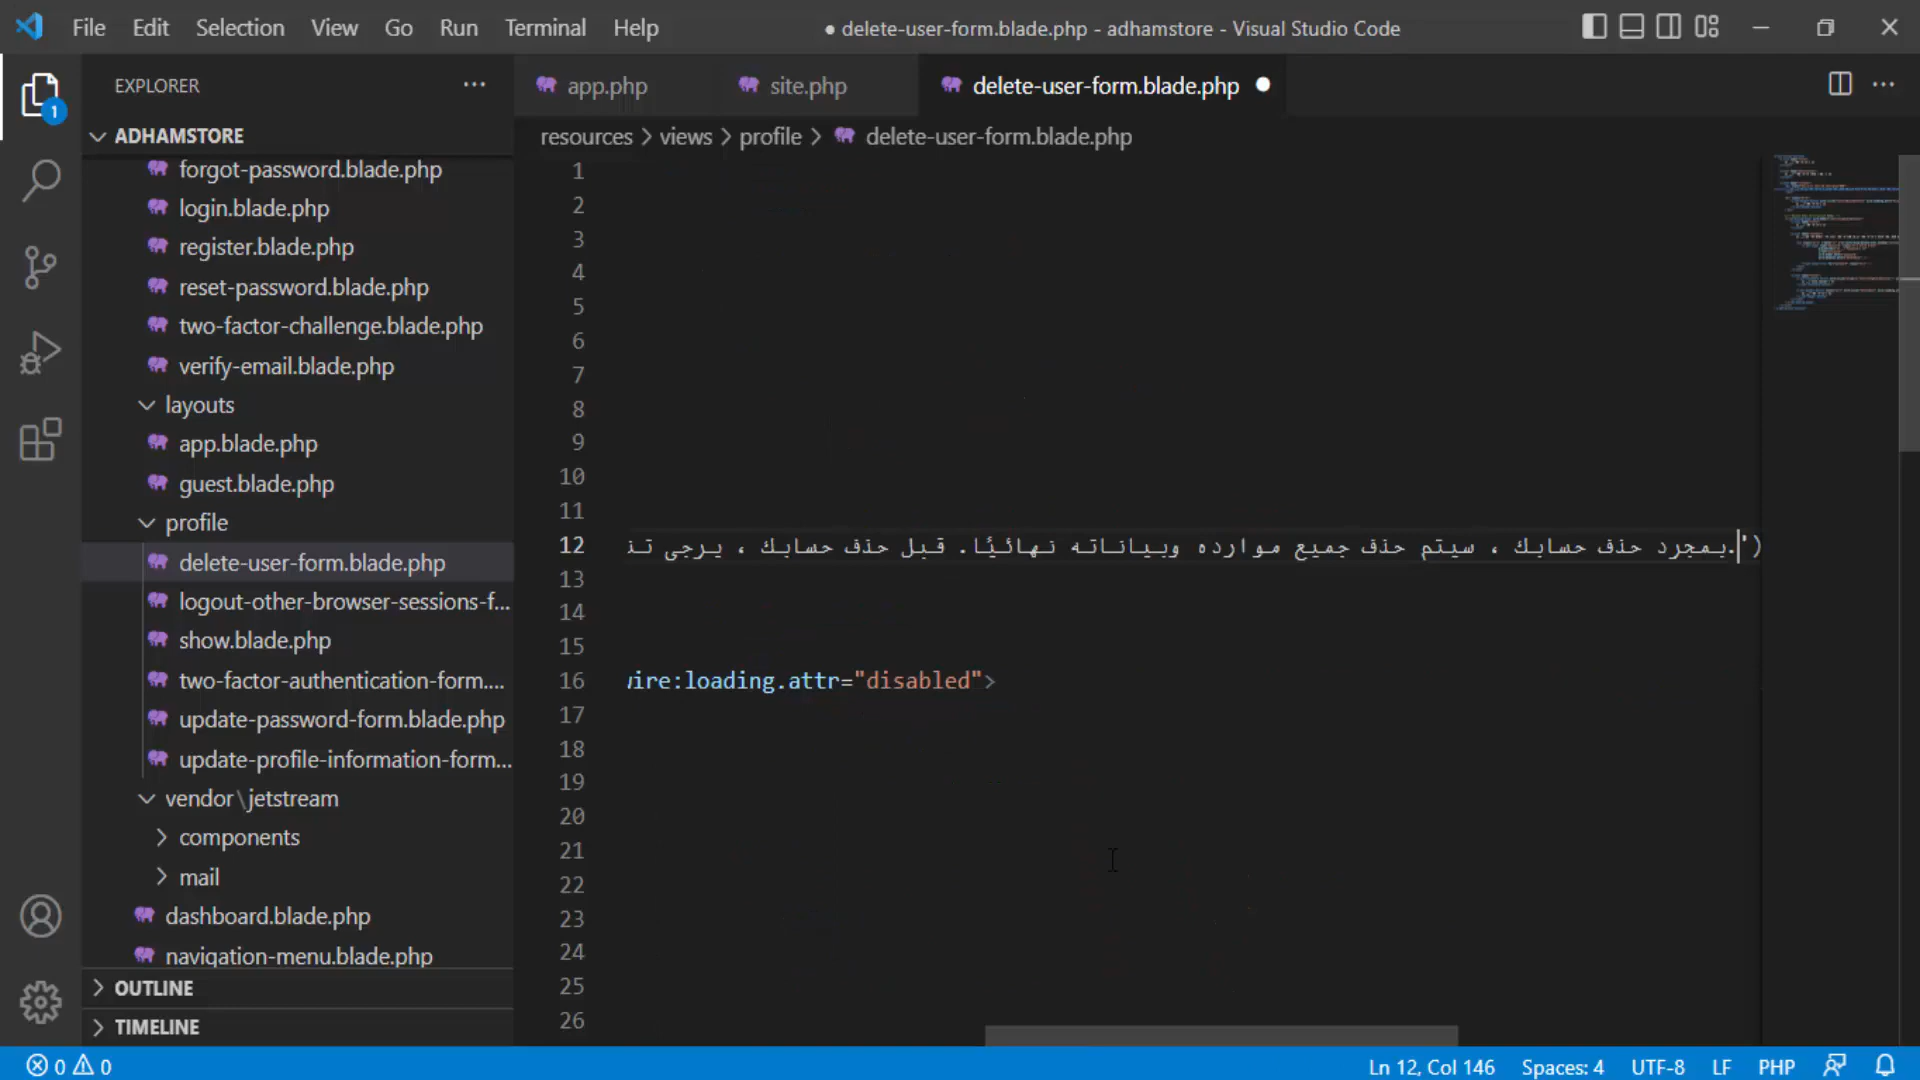 File Edit Selection View Go Run Terminal Help
● delete-user-form.blade.php - adhamstore - Visual Studio Code
EXPLORER
app.php
site.php
delete-user-form.blade.php
resources > views > profile > delete-user-form.blade.php
ADHAMSTORE
forgot-password.blade.php
login.blade.php
register.blade.php
reset-password.blade.php
two-factor-challenge.blade.php
verify-email.blade.php
layouts
app.blade.php
guest.blade.php
profile
delete-user-form.blade.php
logout-other-browser-sessions-f...
show.blade.php
two-factor-authentication-form....
update-password-form.blade.php
update-profile-information-form...
vendor\jetstream
components
mail
dashboard.blade.php
navigation-menu.blade.php
OUTLINE
TIMELINE
1
1
2
3
4
5
6
7
8
9
10
11
12 بمجرد حذف حسابك ، سيتم حذف جميع موارده وبياناته نهائيًا. قبل حذف حسابك ، يرجى .')
13
14
15
16 wire:loading.attr="disabled">
17
18
19
20
21
22
23
24
25
26
0 0
Ln 12, Col 146 Spaces: 4 UTF-8 LF PHP